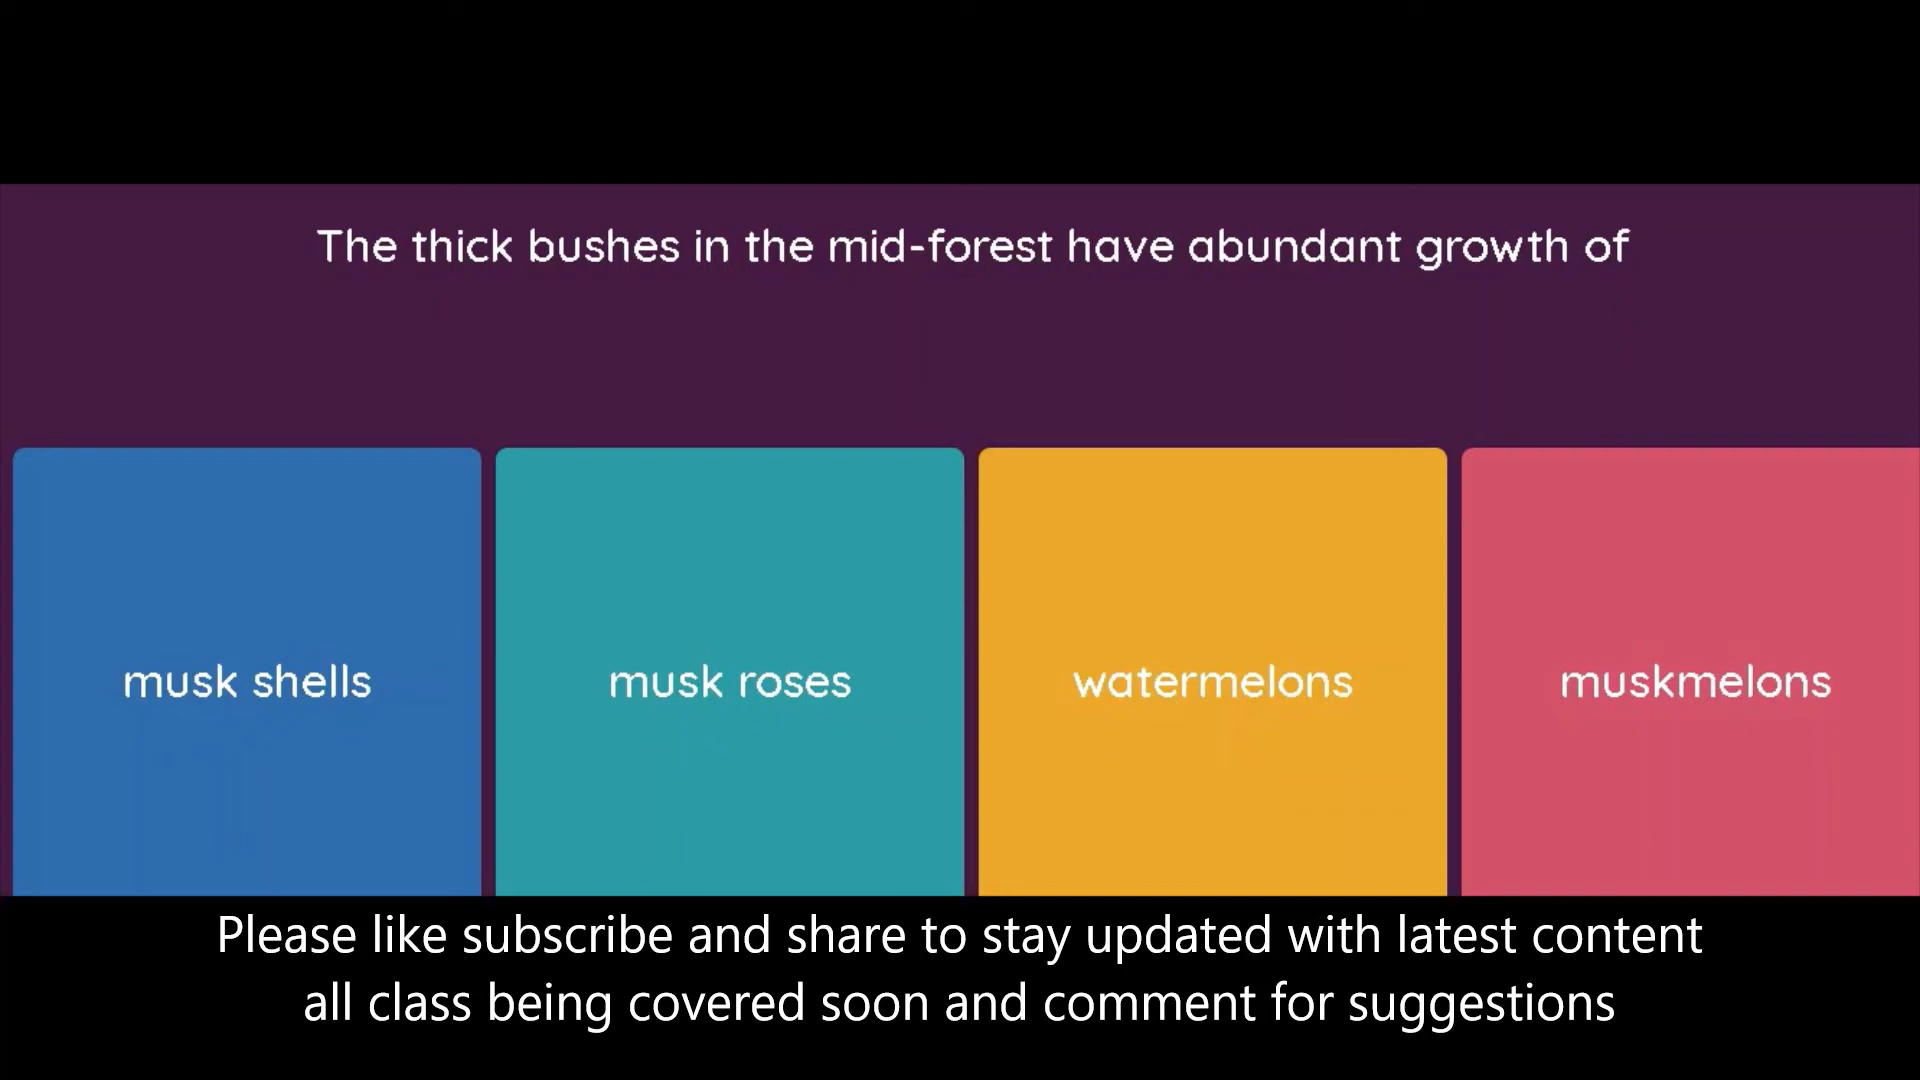 The thick bushes in the mid-forest have abundant growth of
musk shells
musk roses
watermelons
muskmelons
Please like subscribe and share to stay updated with latest content
all class being covered soon and comment for suggestions